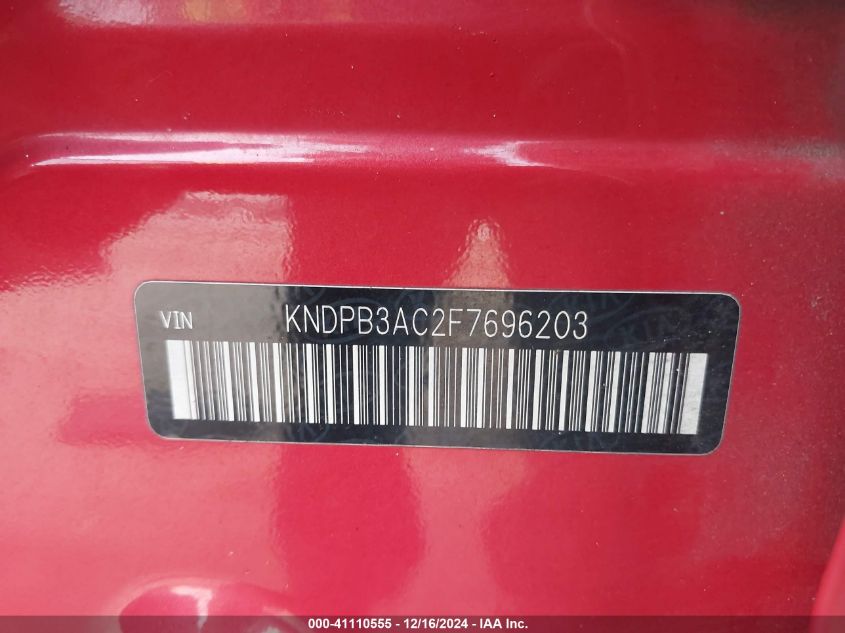 VIN KNDPB3AC2F7696203
000-41110555 - 12/16/2024 - IAA Inc.